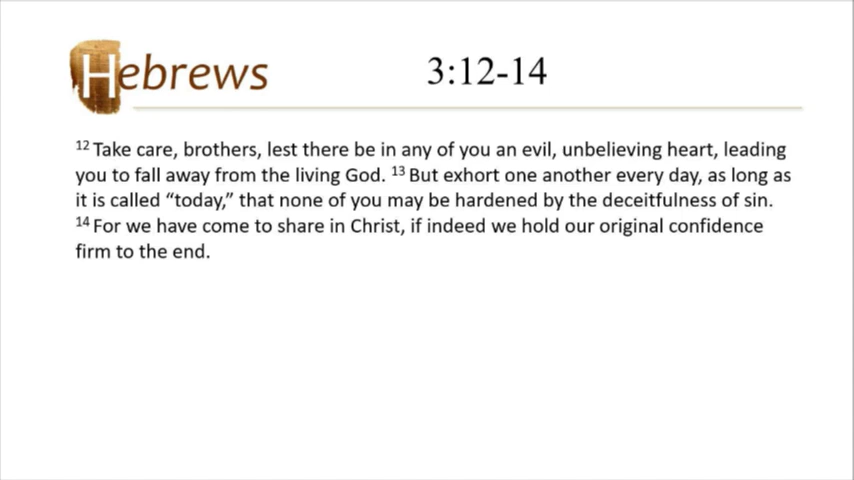 Hebrews 3:12-14
12 Take care, brothers, lest there be in any of you an evil, unbelieving heart, leading
you to fall away from the living God. 13 But exhort one another every day, as long as
it is called “today,” that none of you may be hardened by the deceitfulness of sin.
14 For we have come to share in Christ, if indeed we hold our original confidence
firm to the end.